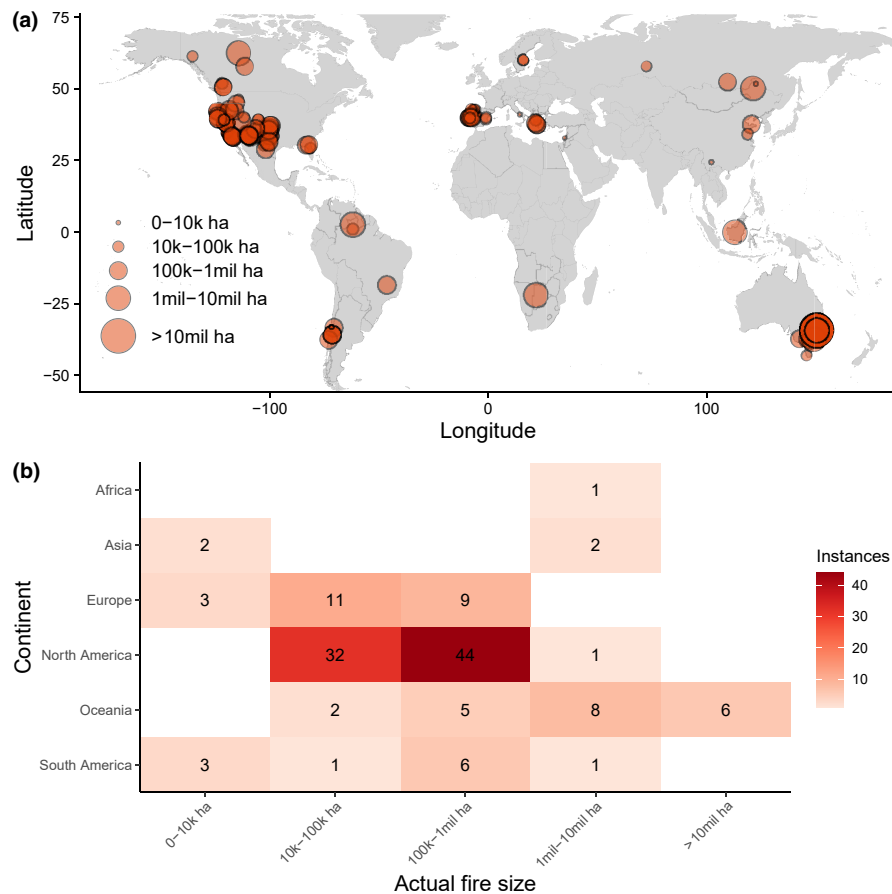 (a)
75
50
25
0
−25
−50
Latitude
0−10k ha
10k−100k ha
100k−1mil ha
1mil−10mil ha
>10mil ha
−100
0
100
Longitude
(b)
Continent
Africa
1
Asia
2
2
Europe
3
11
9
North America
32
44
1
Oceania
2
5
8
6
South America
3
1
6
1
0−10k ha
10k−100k ha
100k−1mil ha
1mil−10mil ha
>10mil ha
Actual fire size
Instances
40
30
20
10